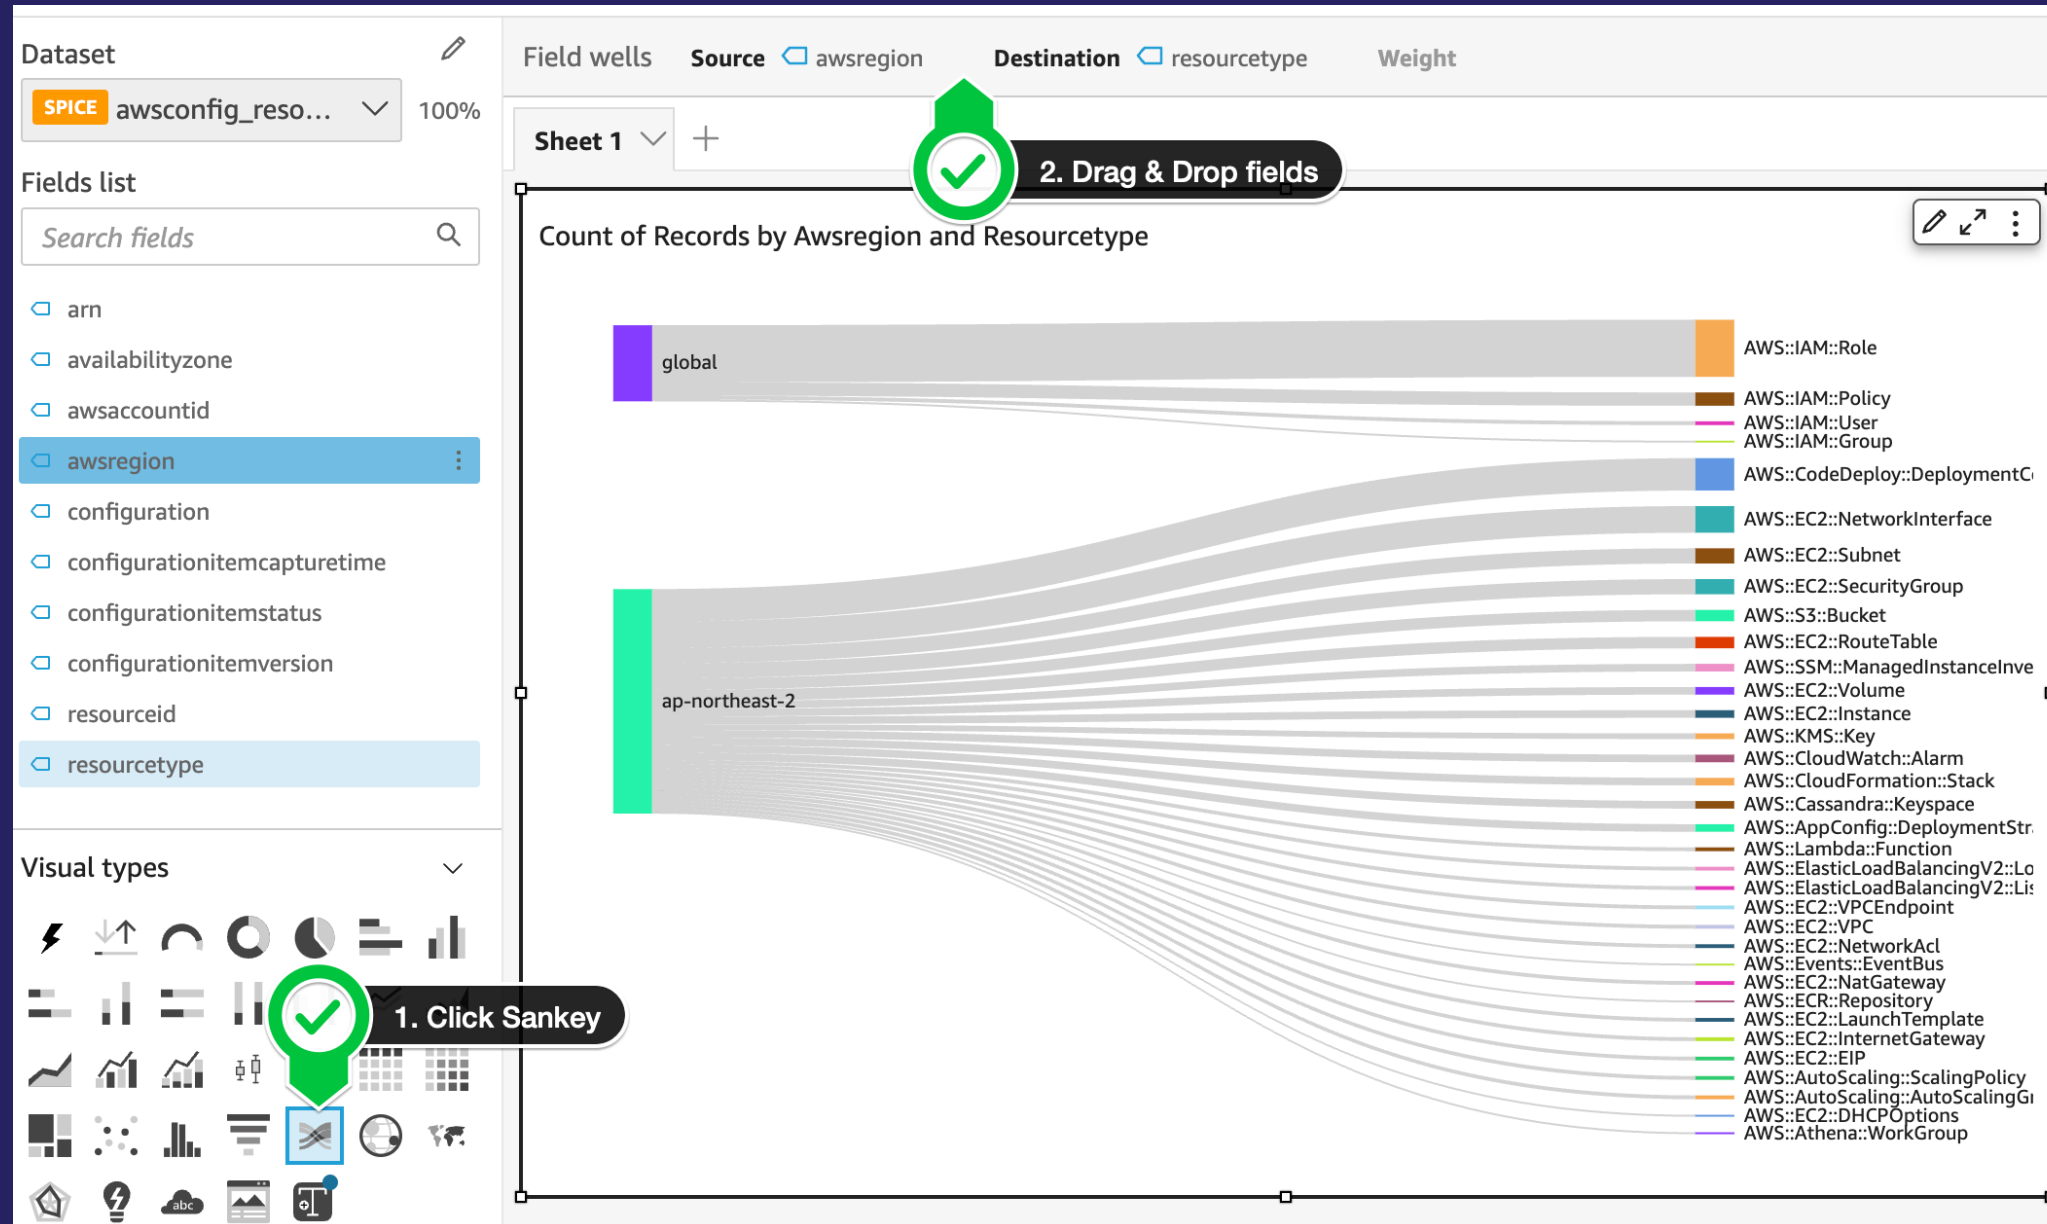 Dataset
SPICE awsconfig_reso... 100%
Fields list
Search fields
arn
availabilityzone
awsaccountid
awsregion
configuration
configurationitemcapturetime
configurationitemstatus
configurationitemversion
resourceid
resourcetype
Visual types
abc
Field wells Source awsregion Destination resourcetype Weight
Sheet 1
2. Drag & Drop fields
1. Click Sankey
Count of Records by Awsregion and Resourcetype
global
ap-northeast-2
AWS::IAM::Role
AWS::IAM::Policy
AWS::IAM::User
AWS::IAM::Group
AWS::CodeDeploy::DeploymentC
AWS::EC2::NetworkInterface
AWS::EC2::Subnet
AWS::EC2::SecurityGroup
AWS::S3::Bucket
AWS::EC2::RouteTable
AWS::SSM::ManagedInstanceInve
AWS::EC2::Volume
AWS::EC2::Instance
AWS::KMS::Key
AWS::CloudWatch::Alarm
AWS::CloudFormation::Stack
AWS::Cassandra::Keyspace
AWS::AppConfig::DeploymentStr
AWS::Lambda::Function
AWS::ElasticLoadBalancingV2::Lo
AWS::ElasticLoadBalancingV2::Lis
AWS::EC2::VPCEndpoint
AWS::EC2::VPC
AWS::EC2::NetworkAcl
AWS::Events::EventBus
AWS::EC2::NatGateway
AWS::ECR::Repository
AWS::EC2::LaunchTemplate
AWS::EC2::InternetGateway
AWS::EC2::EIP
AWS::AutoScaling::ScalingPolicy
AWS::AutoScaling::AutoScalingGr
AWS::EC2::DHCPOptions
AWS::Athena::WorkGroup